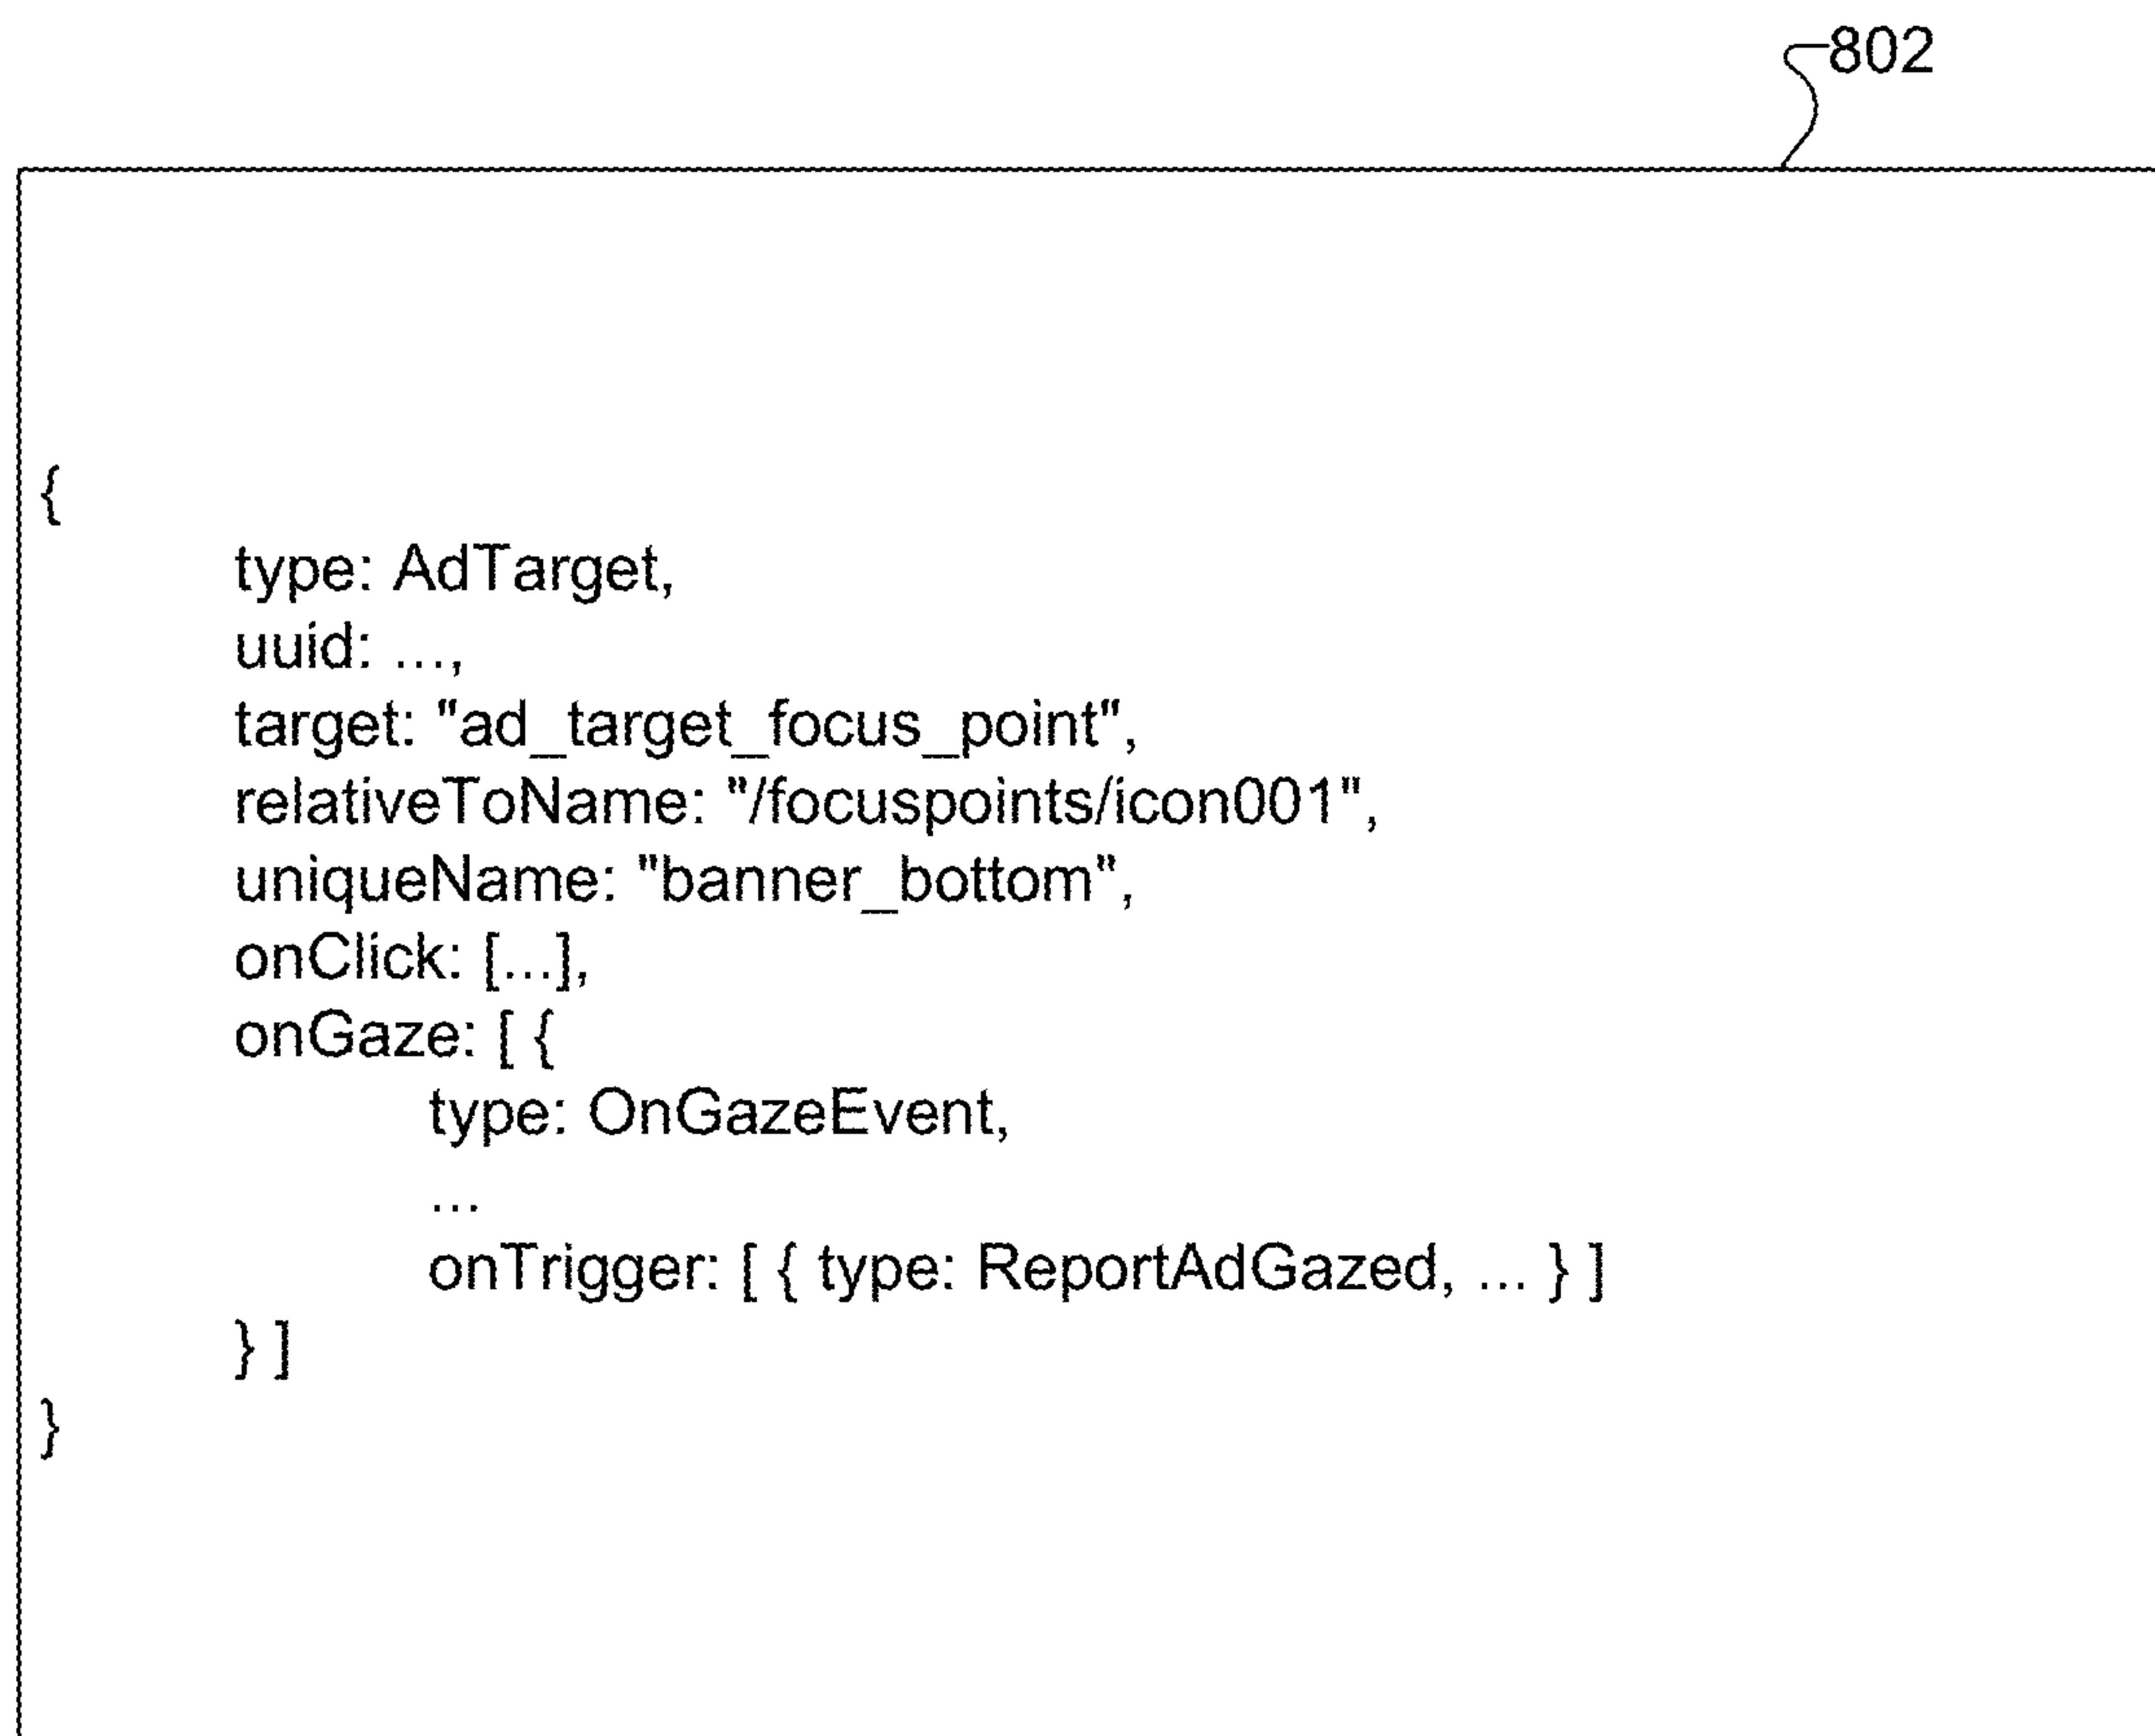 802
{
type: AdTarget,
uuid: ...,
target: "ad_target_focus_point",
relativeToName: "/focuspoints/icon001",
uniqueName: "banner_bottom",
onClick: [...],
onGaze: [ {
type: OnGazeEvent,
...
onTrigger: [ { type: ReportAdGazed, ... } ]
} ]
}